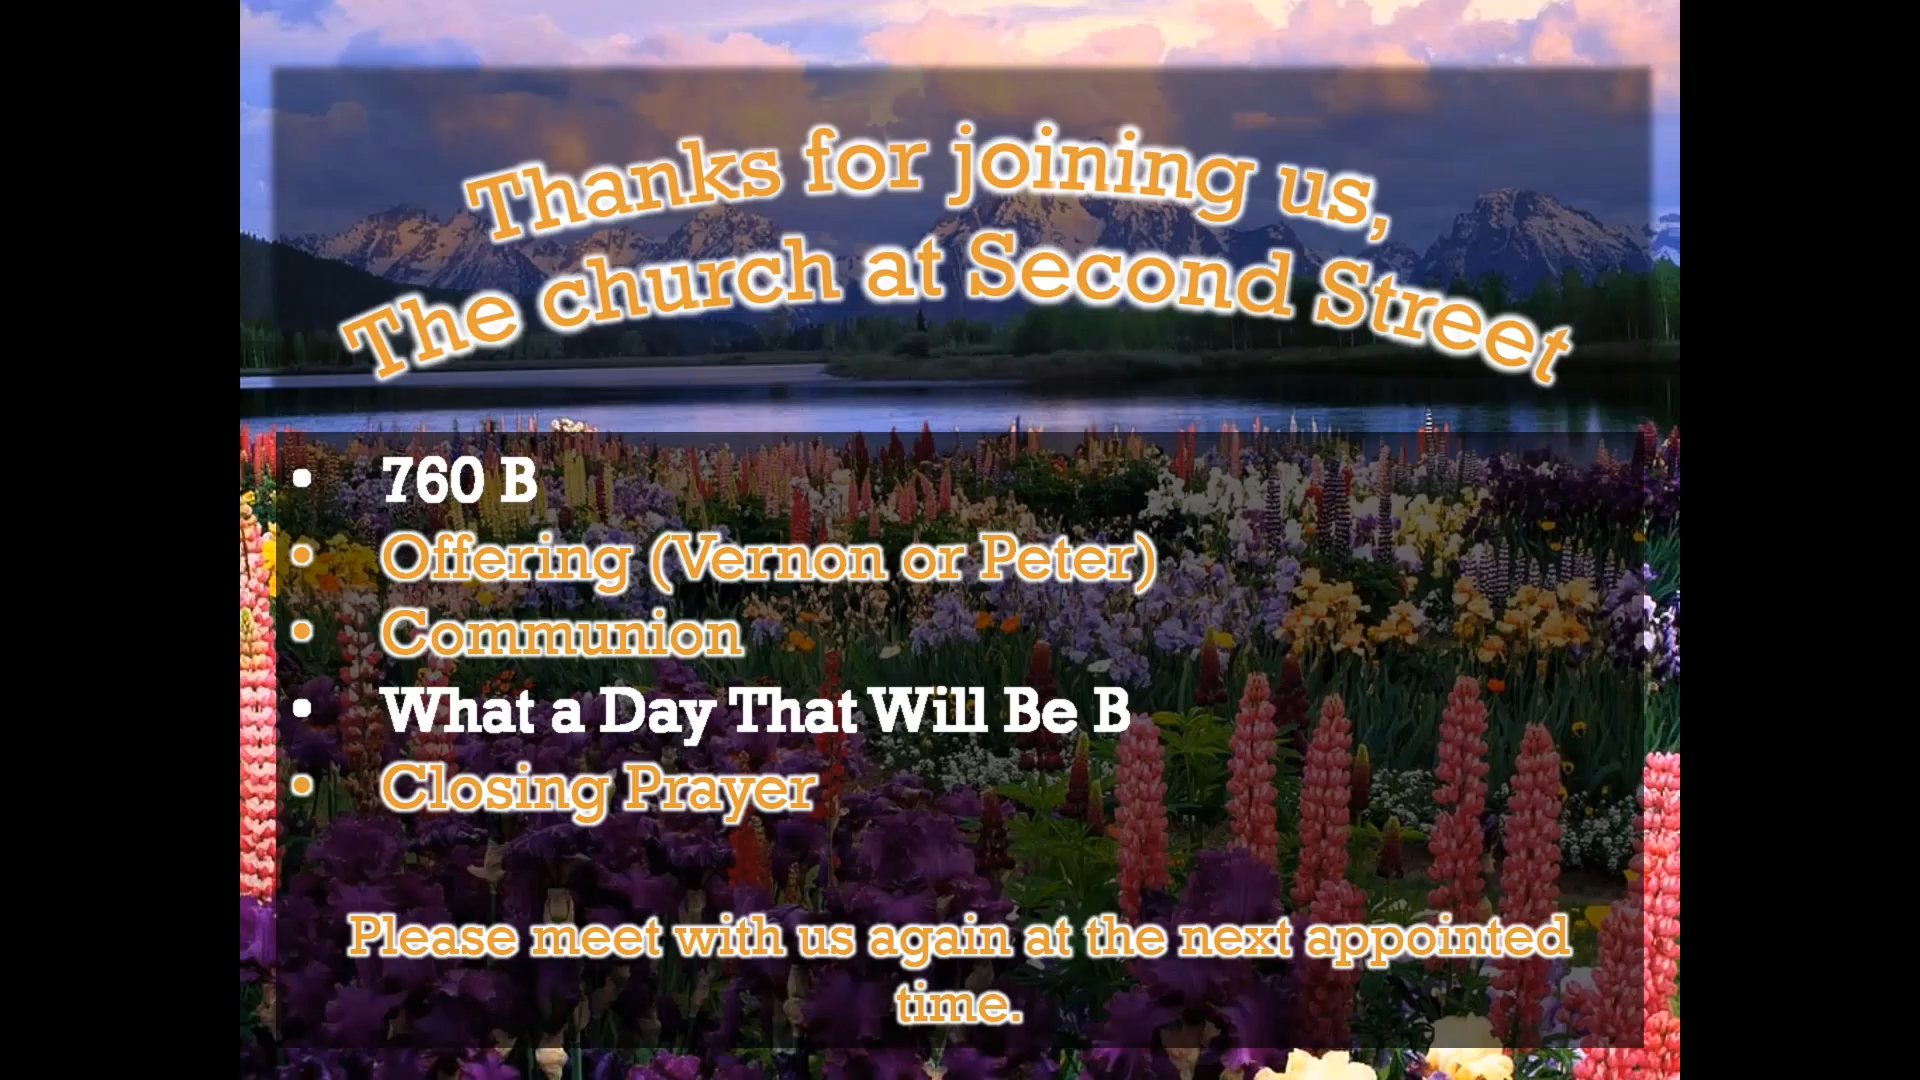 Thanks for joining us,
The church at Second Street
• 760 B
• Offering (Vernon or Peter)
• Communion
• What a Day That Will Be B
• Closing Prayer
Please meet with us again at the next appointed
time.